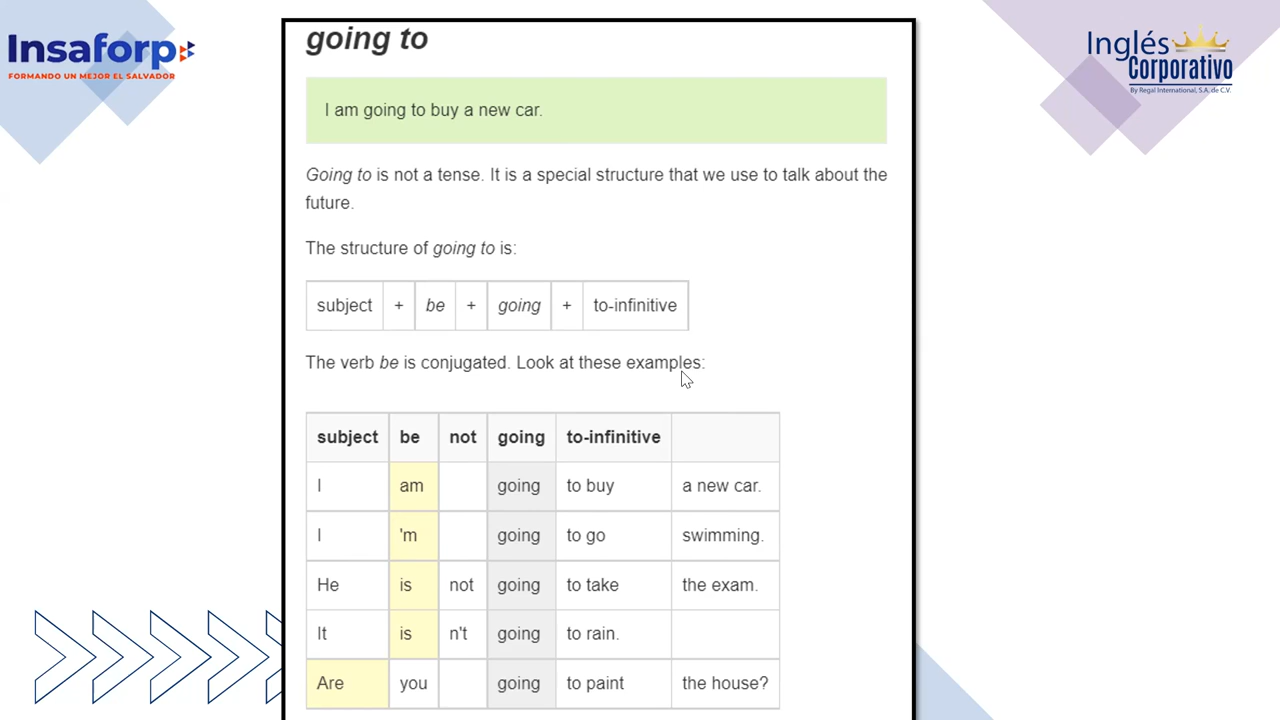 going to
Insaforp
FORMANDO UN MEJOR EL SALVADOR
Inglés
Corporativo
By Regal International, S.A. de C.V.
I am going to buy a new car.
Going to is not a tense. It is a special structure that we use to talk about the
future.
The structure of going to is:
subject + be + going + to-infinitive
The verb be is conjugated. Look at these examples:
subject be not going to-infinitive
I am going to buy a new car.
I 'm going to go swimming.
He is not going to take the exam.
It is n't going to rain.
Are you going to paint the house?